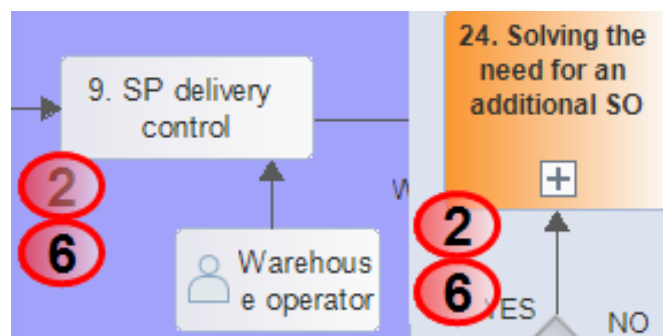 9. SP delivery
control
2
6
Warehous
e operator
W
24. Solving the
need for an
additional SO
2
6
YES
NO